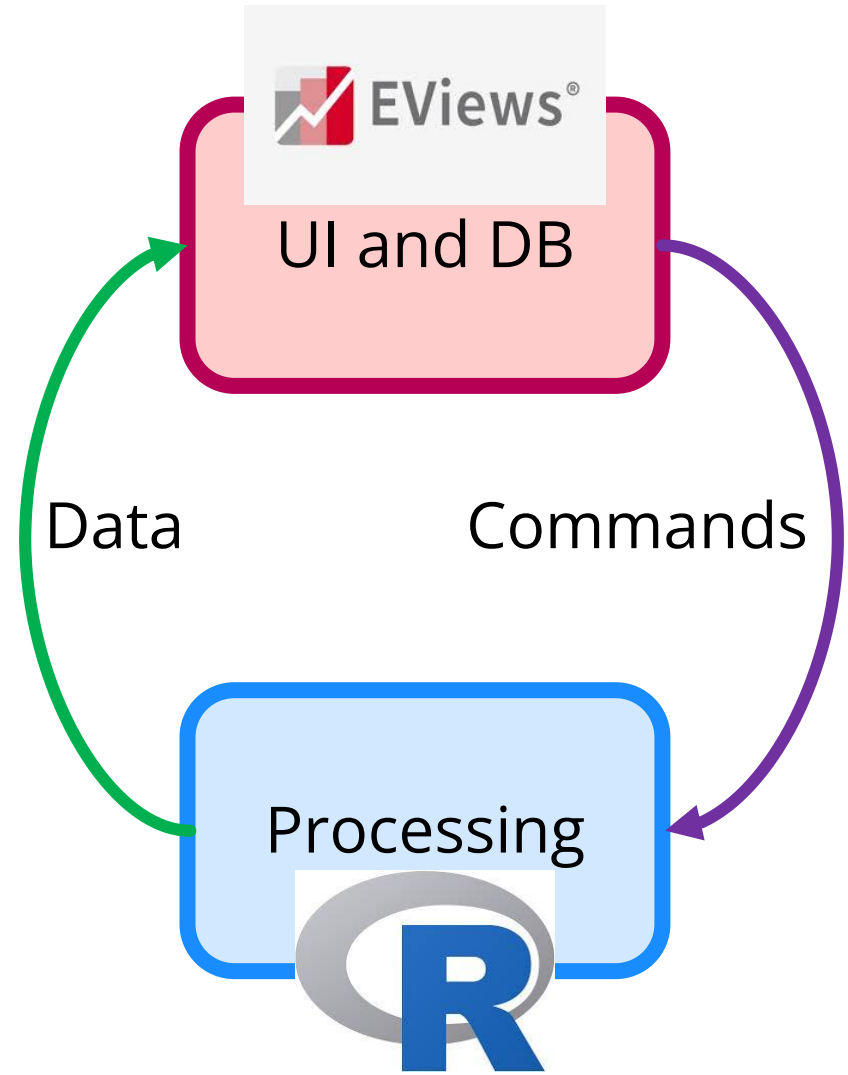 EViews®
UI and DB
Data
Commands
Processing
R